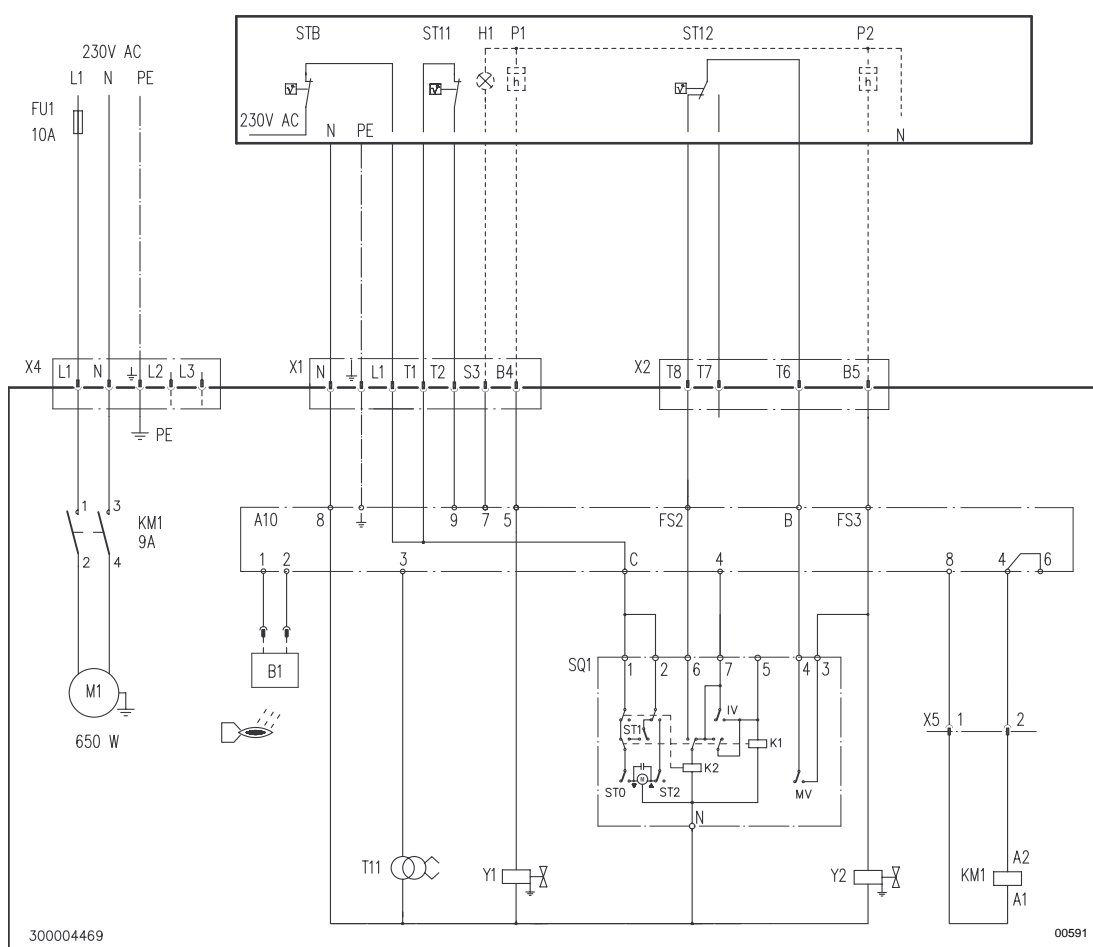 STB ST11 H1 P1 ST12 P2
230V AC
L1 N PE
FU1
10A
h h
230V AC
N PE N
X4 L1 N L2 L3
X1 N L1 T1 T2 S3 B4
X2 T8 T7 T6 B5
PE
1 3
KM1
9A
2 4
A10 8 9 7 5 FS2 B FS3
1 2 3 C 4 8 4 6
B1
SQ1 1 2 6 7 5 4 3
M1
650 W
IV
ST1
K1
K2
M
ST0 ST2 MV
N
X5 1 2
T11 Y1 Y2 KM1 A2
A1
300004469
00591